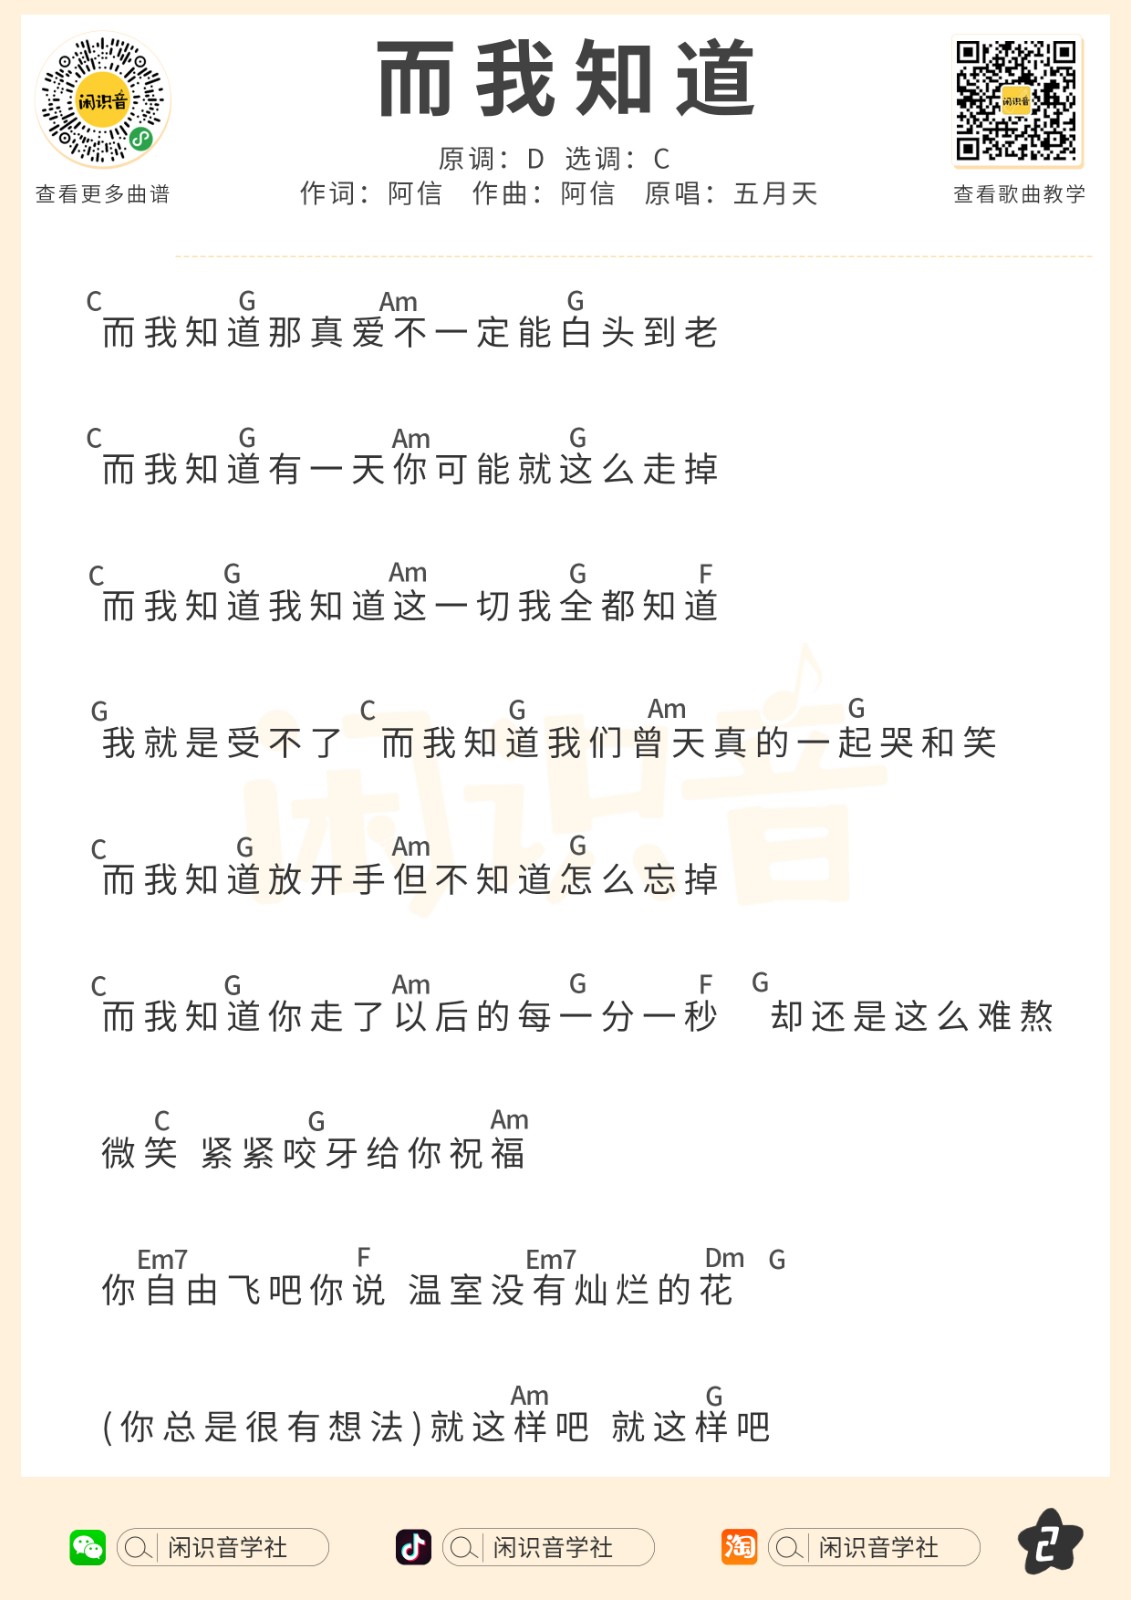 闲识音
查看更多曲谱
而我知道
原调：D 选调：C
作词：阿信 作曲：阿信 原唱：五月天
闲识音
查看歌曲教学
C G Am G
而我知道那真爱不一定能白头到老
C G Am G
而我知道有一天你可能就这么走掉
C G Am G F
而我知道我知道这一切我全都知道
G C G Am G
我就是受不了 而我知道我们曾天真的一起哭和笑
闲识音
C G Am G
而我知道放开手但不知道怎么忘掉
C G Am G F G
而我知道你走了以后的每一分一秒 却还是这么难熬
C G Am
微笑 紧紧咬牙给你祝福
Em7 F Em7 Dm G
你自由飞吧你说 温室没有灿烂的花
Am G
(你总是很有想法)就这样吧 就这样吧
闲识音学社
闲识音学社
淘 闲识音学社
2